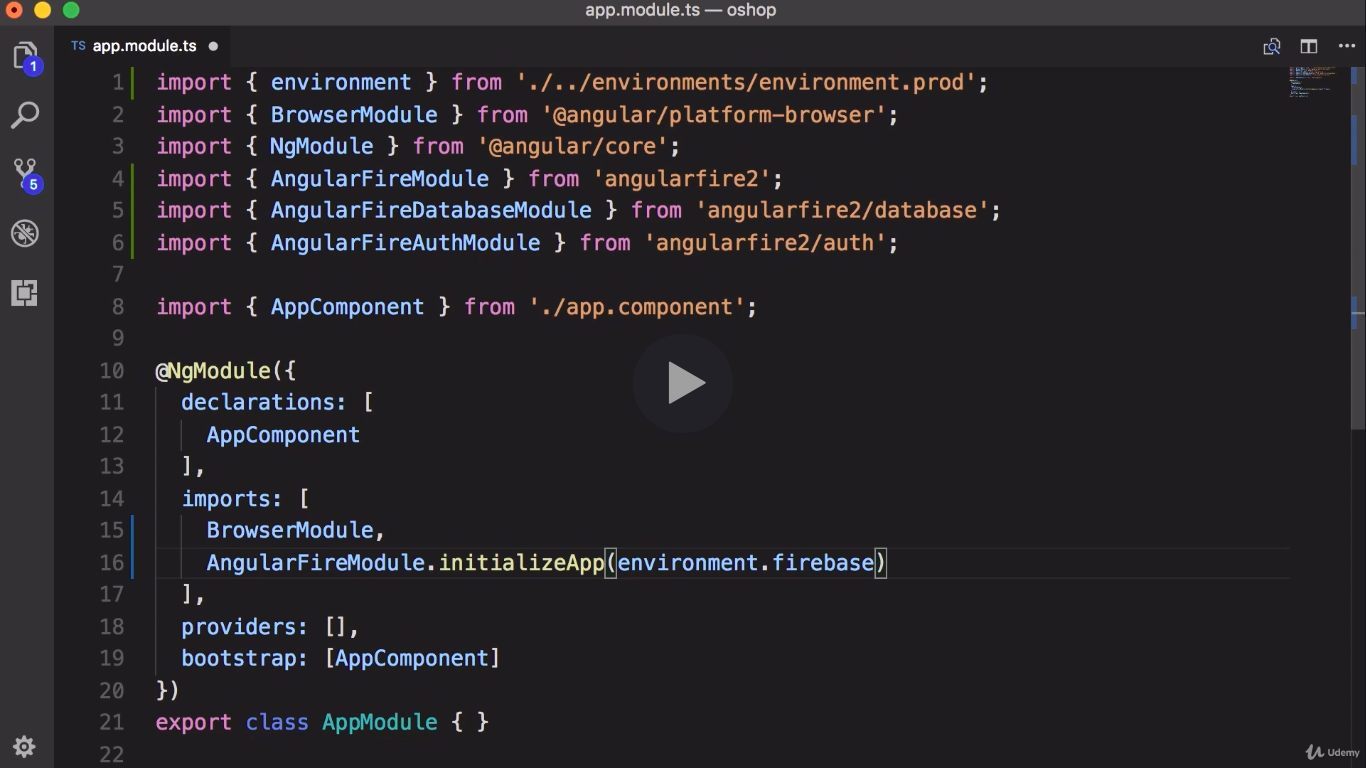 app.module.ts — oshop
TS app.module.ts
1
5
1 import { environment } from './../environments/environment.prod';
2 import { BrowserModule } from '@angular/platform-browser';
3 import { NgModule } from '@angular/core';
4 import { AngularFireModule } from 'angularfire2';
5 import { AngularFireDatabaseModule } from 'angularfire2/database';
6 import { AngularFireAuthModule } from 'angularfire2/auth';
7
8 import { AppComponent } from './app.component';
9
10 @NgModule({
11 declarations: [
12 AppComponent
13 ],
14 imports: [
15 BrowserModule,
16 AngularFireModule.initializeApp(environment.firebase)
17 ],
18 providers: [],
19 bootstrap: [AppComponent]
20 })
21 export class AppModule { }
22
Udemy